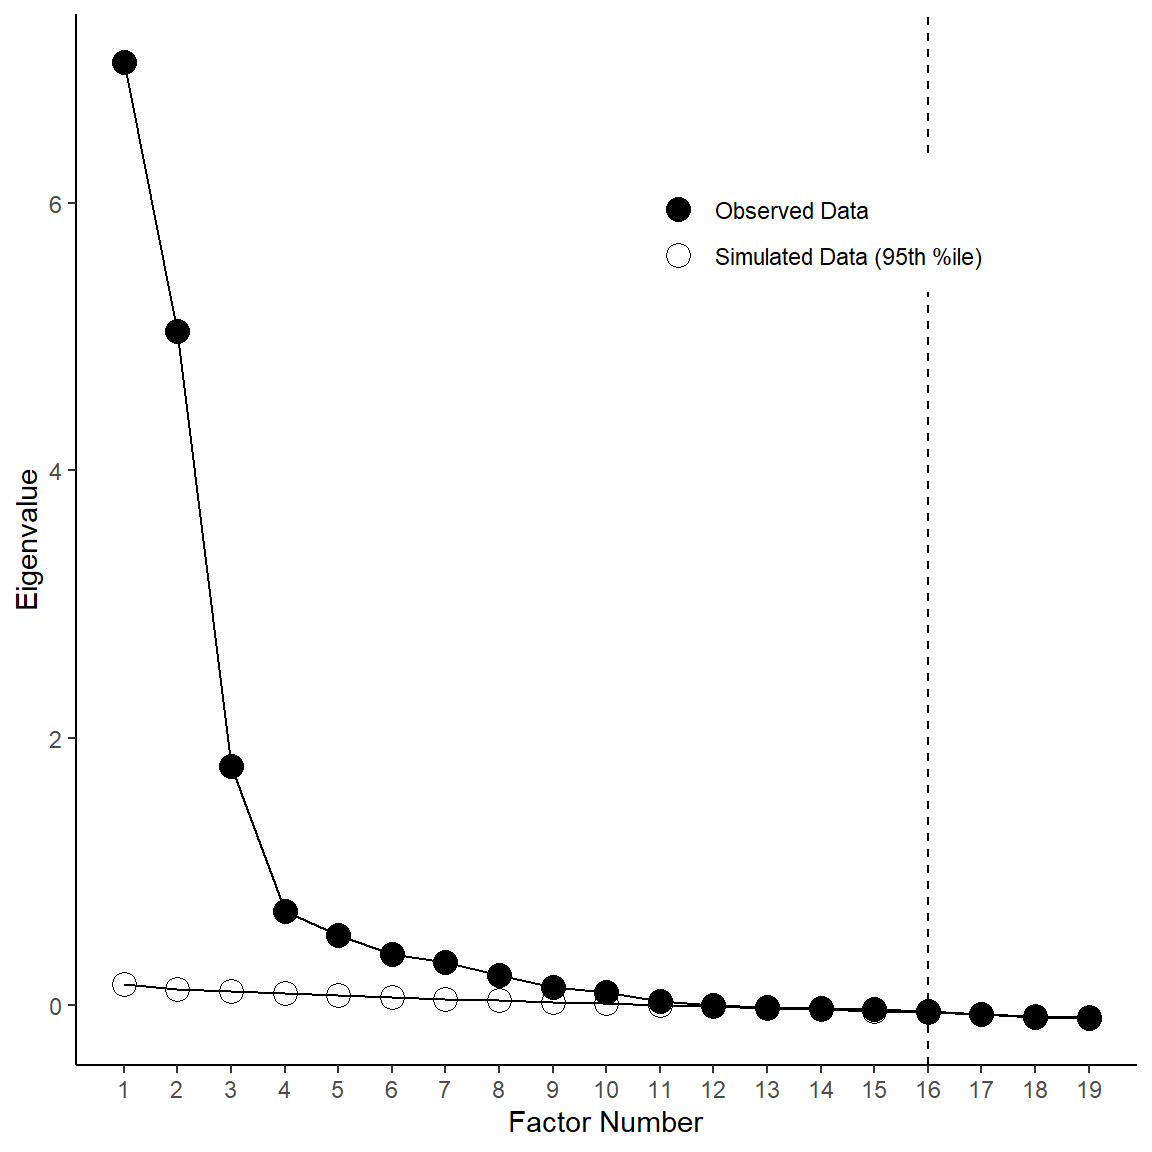 6
Observed Data
Simulated Data (95th %ile)
4
Eigenvalue
2
0
1 2 3 4 5 6 7 8 9 10 11 12 13 14 15 16 17 18 19
Factor Number